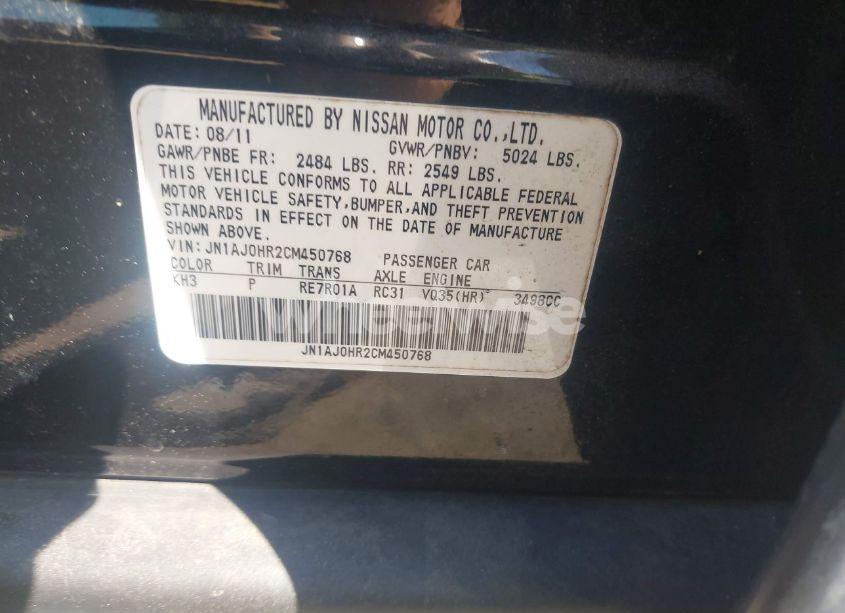 MANUFACTURED BY NISSAN MOTOR CO.,LTD.
DATE: 08/11 GVWR/PNBV: 5024 LBS.
GAWR/PNBE FR: 2484 LBS. RR: 2549 LBS.
THIS VEHICLE CONFORMS TO ALL APPLICABLE FEDERAL
MOTOR VEHICLE SAFETY,BUMPER,AND THEFT PREVENTION
STANDARDS IN EFFECT ON THE DATE OF MANUFACTURE
SHOWN ABOVE.
VIN: JN1AJ0HR2CM450768 PASSENGER CAR
COLOR TRIM TRANS AXLE ENGINE
KH3 P RE7R01A RC31 VQ35(HR) 3498CC
wheelwise
JN1AJ0HR2CM450768